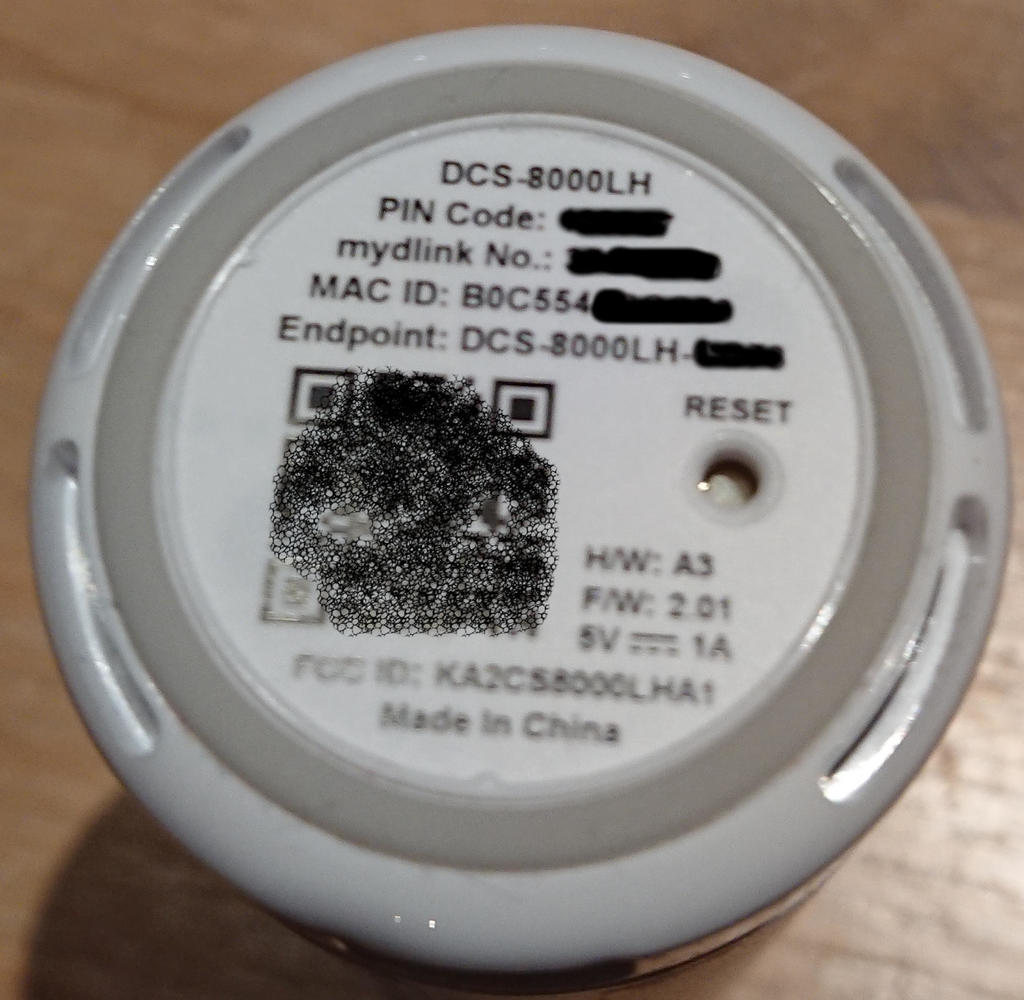 DCS-8000LH
PIN Code:
mydlink No.:
MAC ID: B0C554
Endpoint: DCS-8000LH-
RESET
H/W: A3
F/W: 2.01
5V ⎓ 1A
FCC ID: KA2CS8000LHA1
Made In China